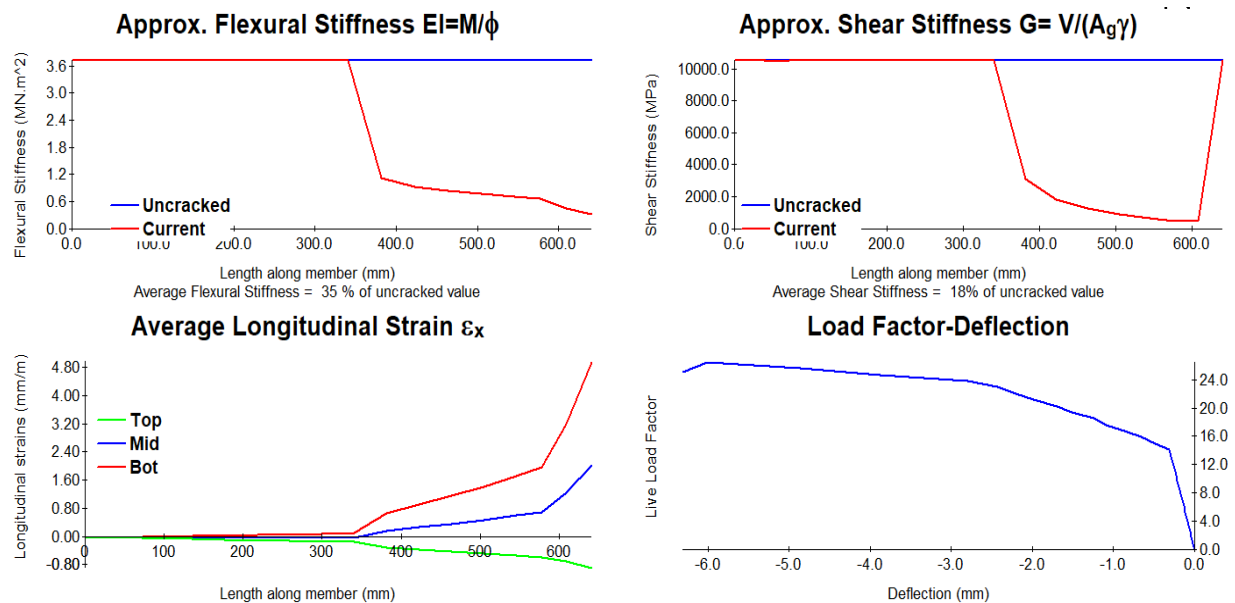 Approx. Flexural Stiffness EI=M/ϕ
Flexural Stiffness (MN.m^2)
3.6
3.0
2.4
1.8
1.2
0.6
0.0
Uncracked
Current
0.0 100.0 200.0 300.0 400.0 500.0 600.0
Length along member (mm)
Average Flexural Stiffness = 35 % of uncracked value
Approx. Shear Stiffness G= V/(Agγ)
Shear Stiffness (MPa)
10000.0
8000.0
6000.0
4000.0
2000.0
0.0
Uncracked
Current
0.0 100.0 200.0 300.0 400.0 500.0 600.0
Length along member (mm)
Average Shear Stiffness = 18% of uncracked value
Average Longitudinal Strain εx
Longitudinal strains (mm/m)
4.80
4.00
3.20
2.40
1.60
0.80
0.00
-0.80
Top
Mid
Bot
0 100 200 300 400 500 600
Length along member (mm)
Load Factor-Deflection
Live Load Factor
24.0
20.0
16.0
12.0
8.0
4.0
0.0
-6.0 -5.0 -4.0 -3.0 -2.0 -1.0 0.0
Deflection (mm)